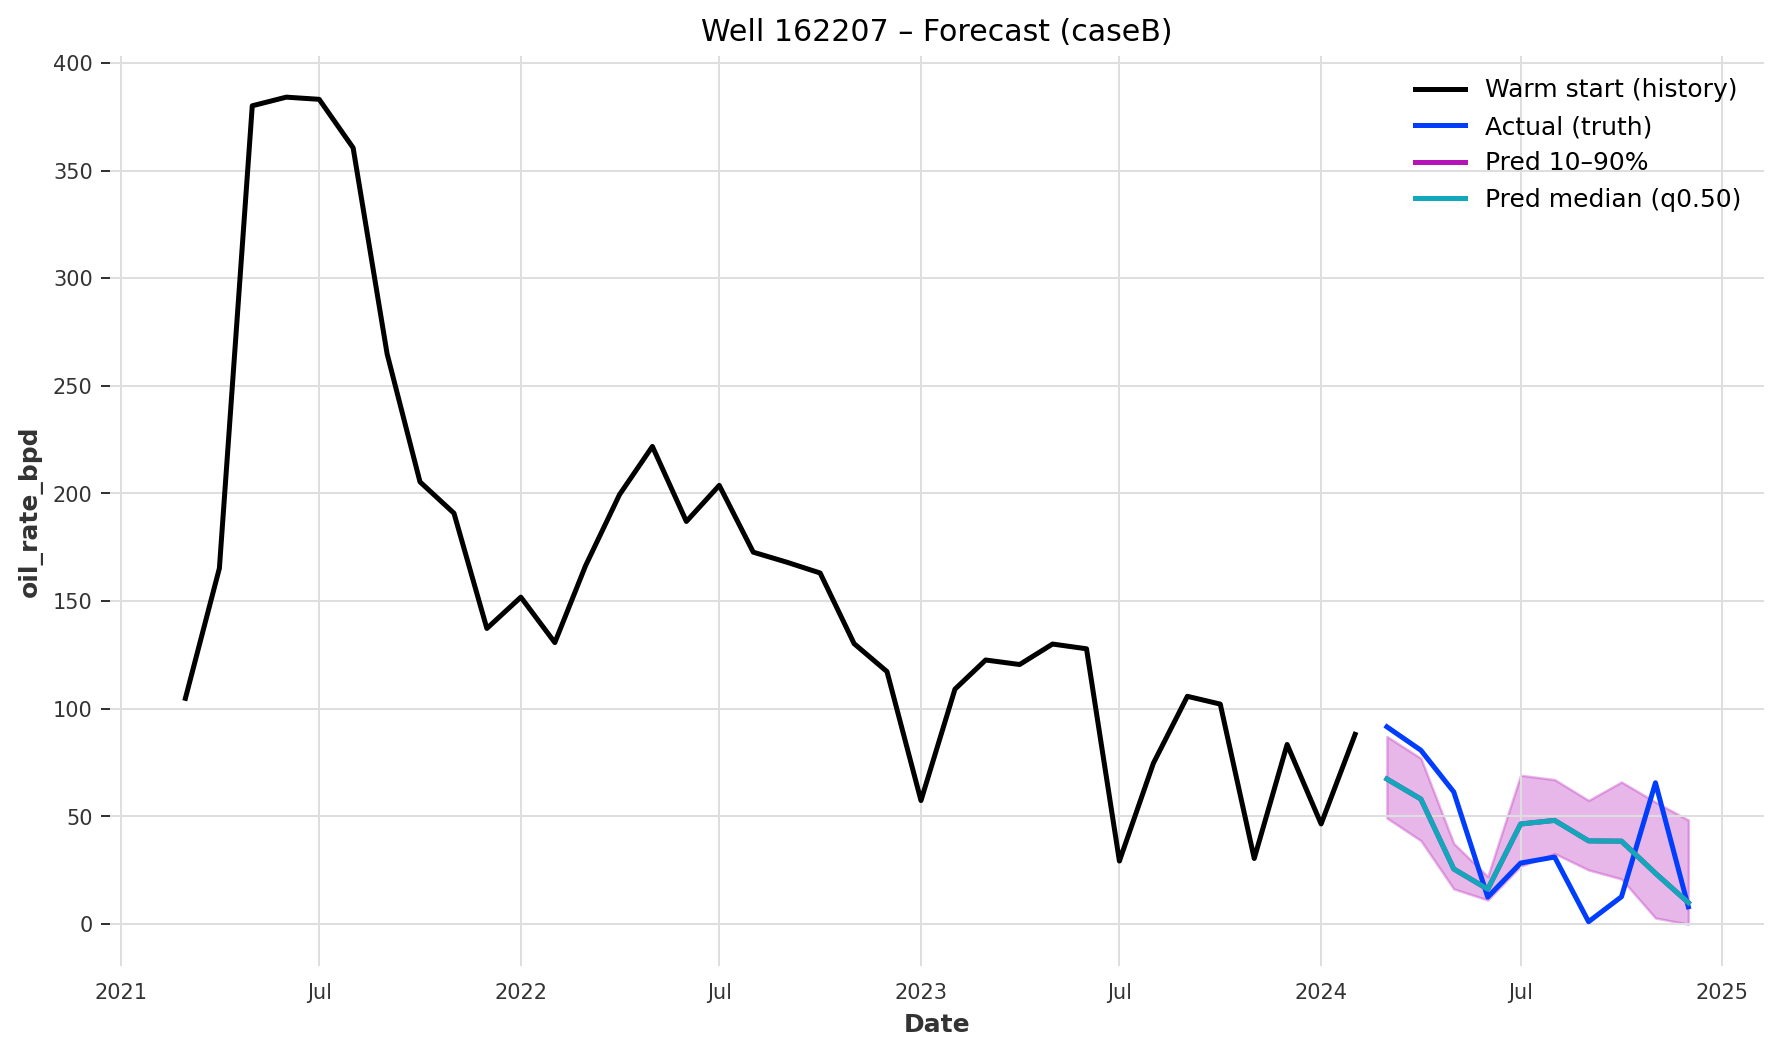 Well 162207 – Forecast (caseB)
Warm start (history)
Actual (truth)
Pred 10–90%
Pred median (q0.50)
oil_rate_bpd
400
350
300
250
200
150
100
50
0
2021
Jul
2022
Jul
2023
Jul
2024
Jul
2025
Date